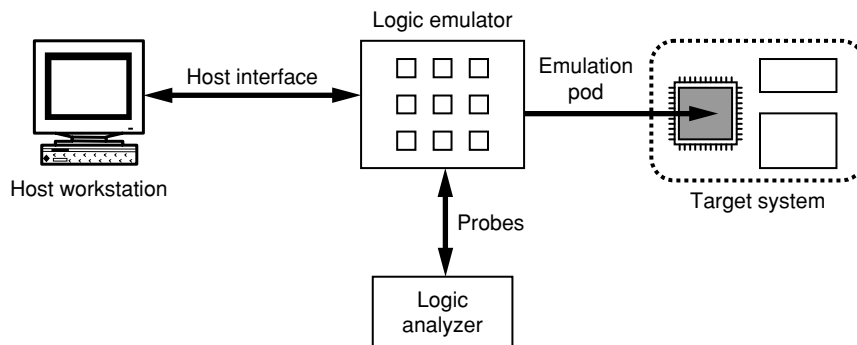 Logic emulator
Host interface
Emulation
pod
Host workstation
Target system
Probes
Logic
analyzer